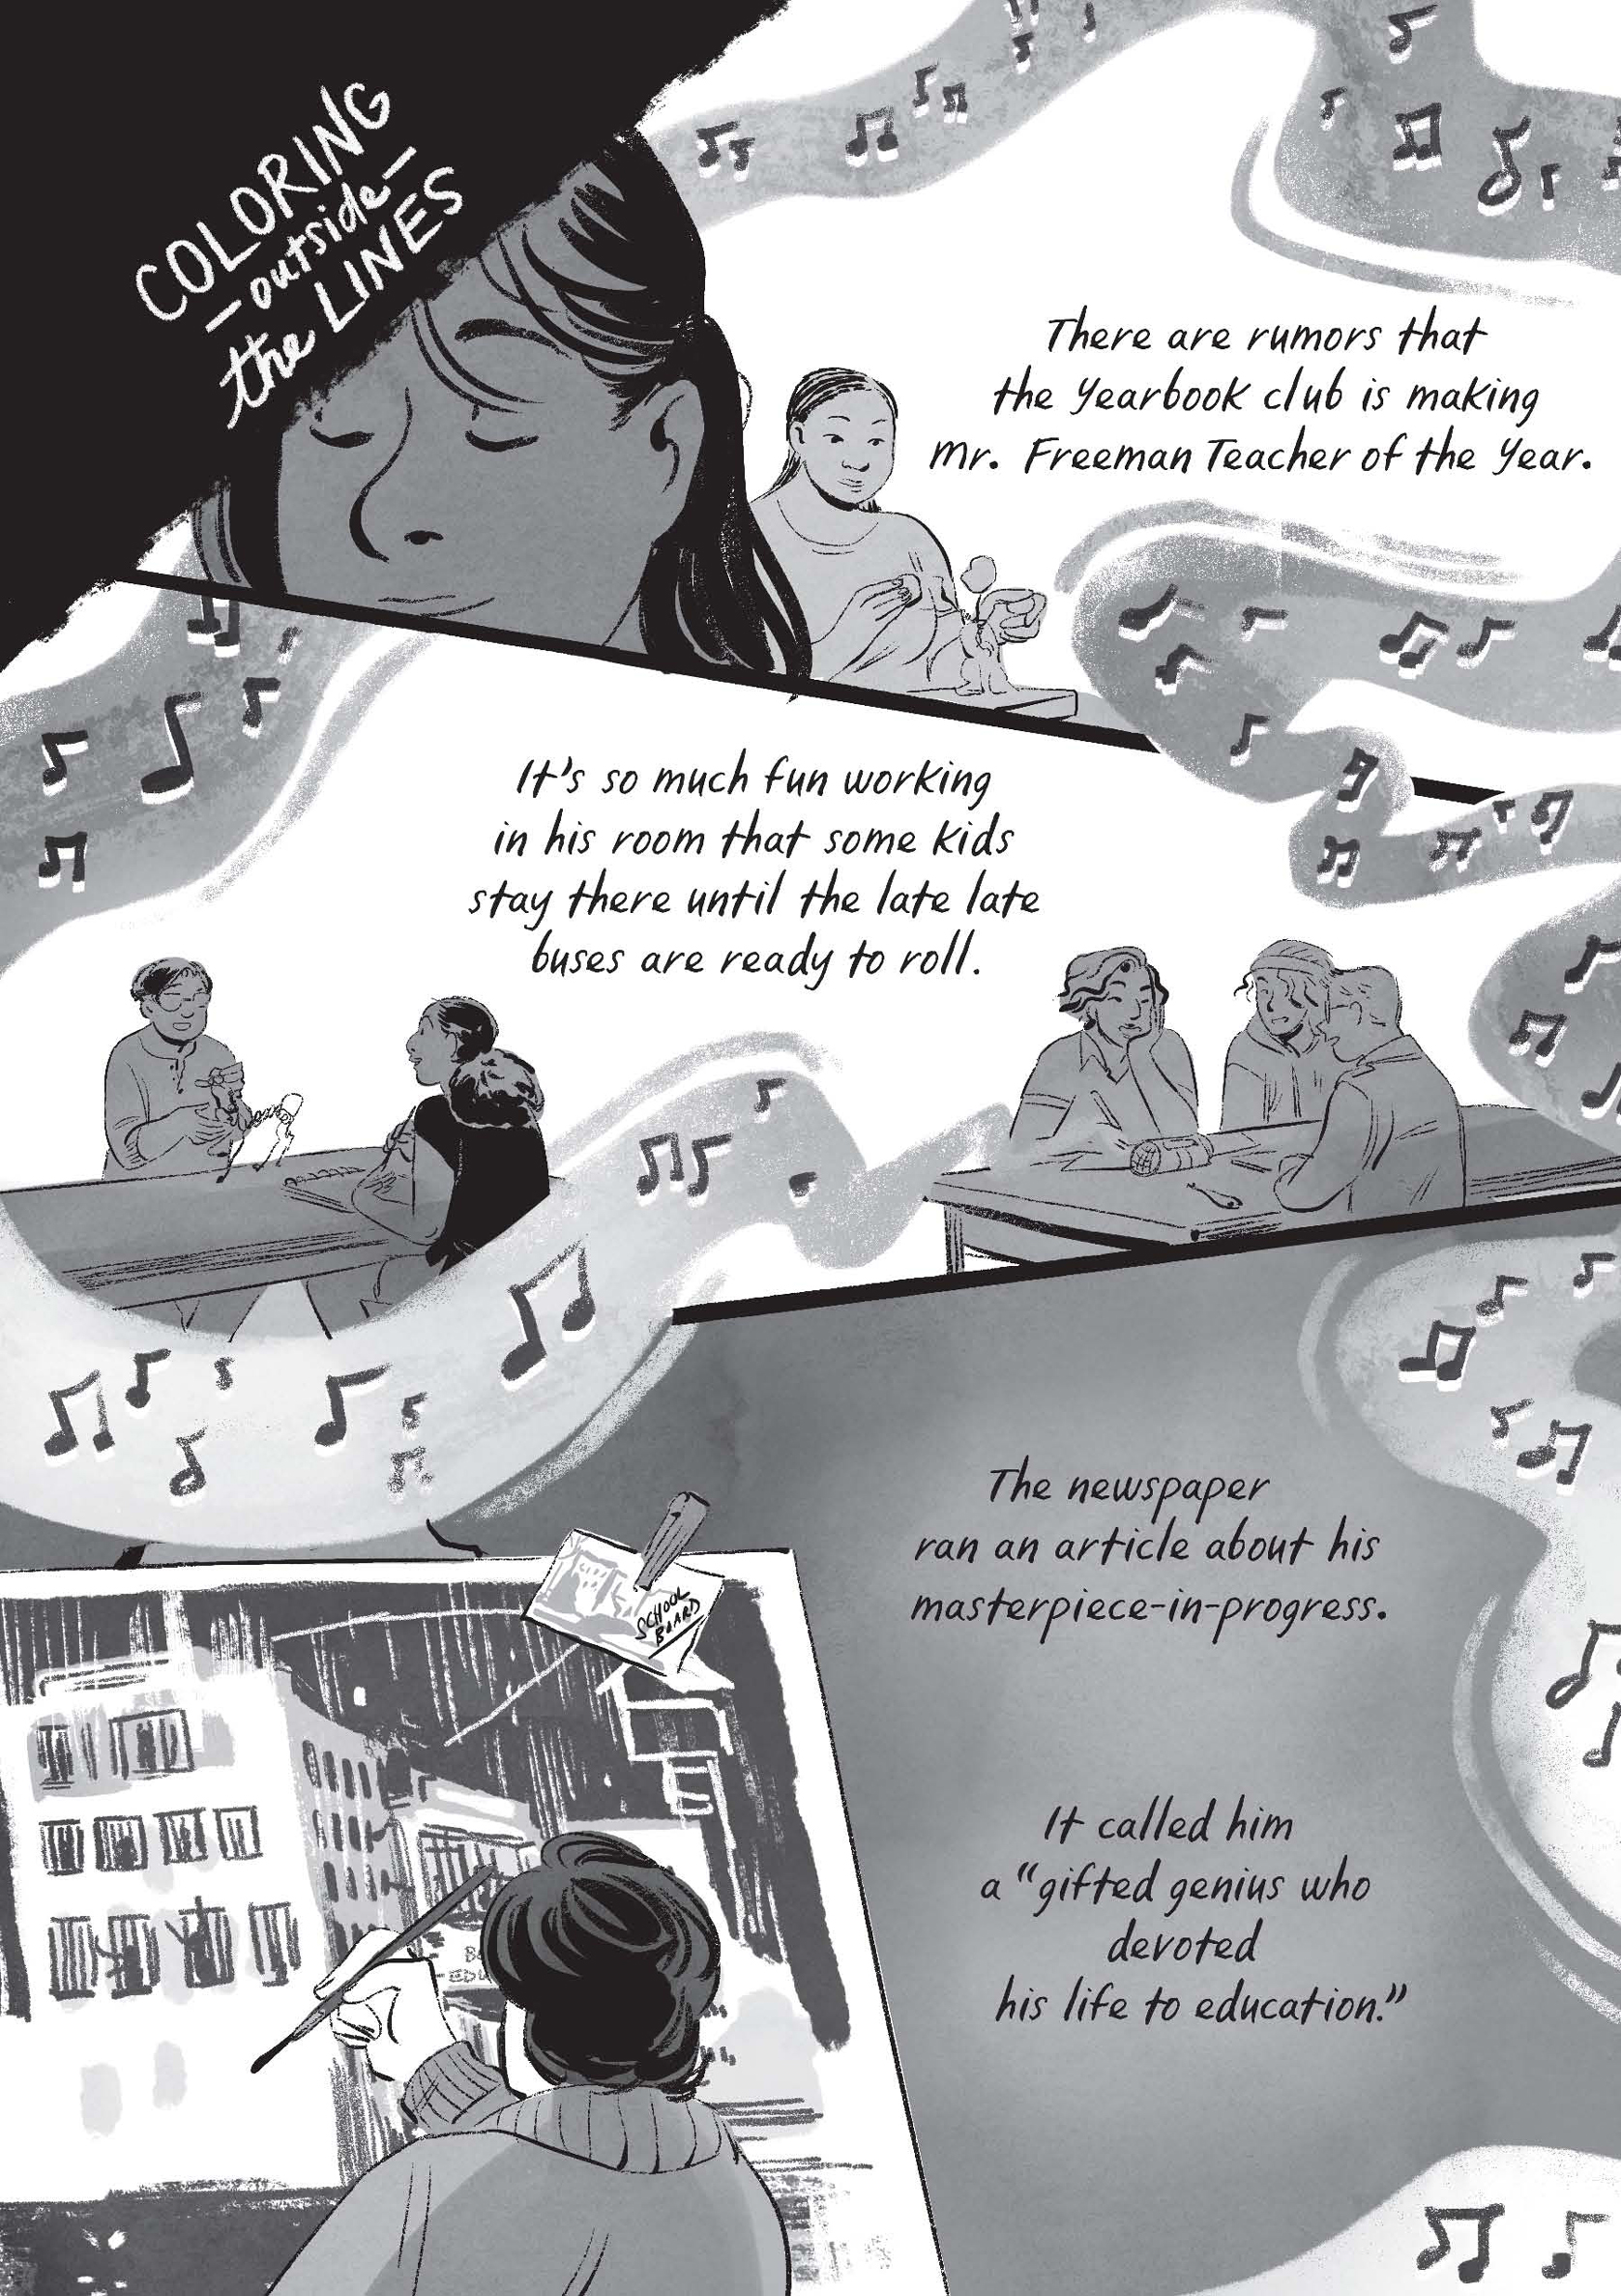 COLORING
-outside-
the LINES
There are rumors that
the Yearbook club is making
Mr. Freeman Teacher of the Year.
It's so much fun working
in his room that some kids
stay there until the late late
buses are ready to roll.
The newspaper
ran an article about his
masterpiece-in-progress.
SCHOOL
BOARD
It called him
a “gifted genius who
devoted
his life to education.”